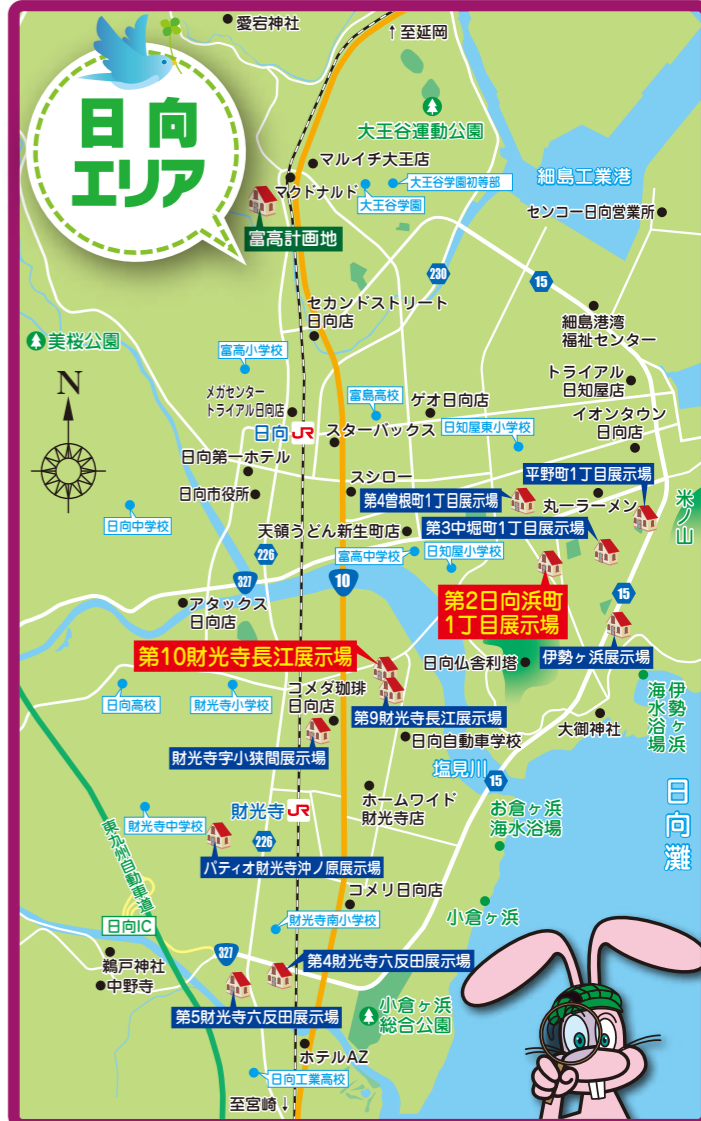 愛宕神社
↑至延岡
日向
エリア
大王谷運動公園
マルイチ大王店
マクドナルド
大王谷学園初等部
大王谷学園
細島工業港
センコー日向営業所
富高計画地
230
15
セカンドストリート
日向店
細島港湾
福祉センター
美桜公園
富高小学校
トライアル
日知屋店
N
メガセンター
トライアル日向店
富島高校
ゲオ日向店
イオンタウン
日向店
日向 JR
スターバックス
日知屋東小学校
日向第一ホテル
スシロー
平野町1丁目展示場
日向市役所
第4曽根町1丁目展示場
丸一ラーメン
米ノ山
日向中学校
天領うどん新生町店
第3中堀町1丁目展示場
226
富高中学校
日知屋小学校
327
10
15
アタックス
日向店
第2日向浜町
1丁目展示場
第10財光寺長江展示場
日向仏舎利塔
伊勢ヶ浜展示場
日向高校
財光寺小学校
コメダ珈琲
日向店
第9財光寺長江展示場
大御神社
伊勢ヶ浜
海水浴場
日向自動車学校
財光寺字小狭間展示場
塩見川
15
日向灘
財光寺 JR
ホームワイド
財光寺店
お倉ヶ浜
海水浴場
財光寺中学校
226
東九州自動車道
パティオ財光寺沖ノ原展示場
コメリ日向店
小倉ヶ浜
日向IC
財光寺南小学校
327
鵜戸神社
第4財光寺六反田展示場
中野寺
第5財光寺六反田展示場
小倉ヶ浜
総合公園
ホテルAZ
日向工業高校
至宮崎↓